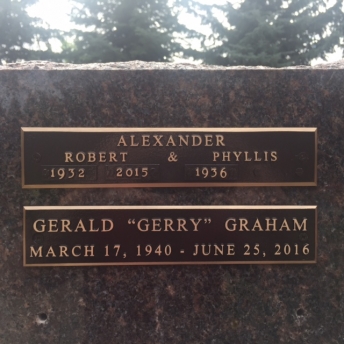 ALEXANDER
ROBERT & PHYLLIS
1932 2015 1936
GERALD "GERRY" GRAHAM
MARCH 17, 1940 - JUNE 25, 2016